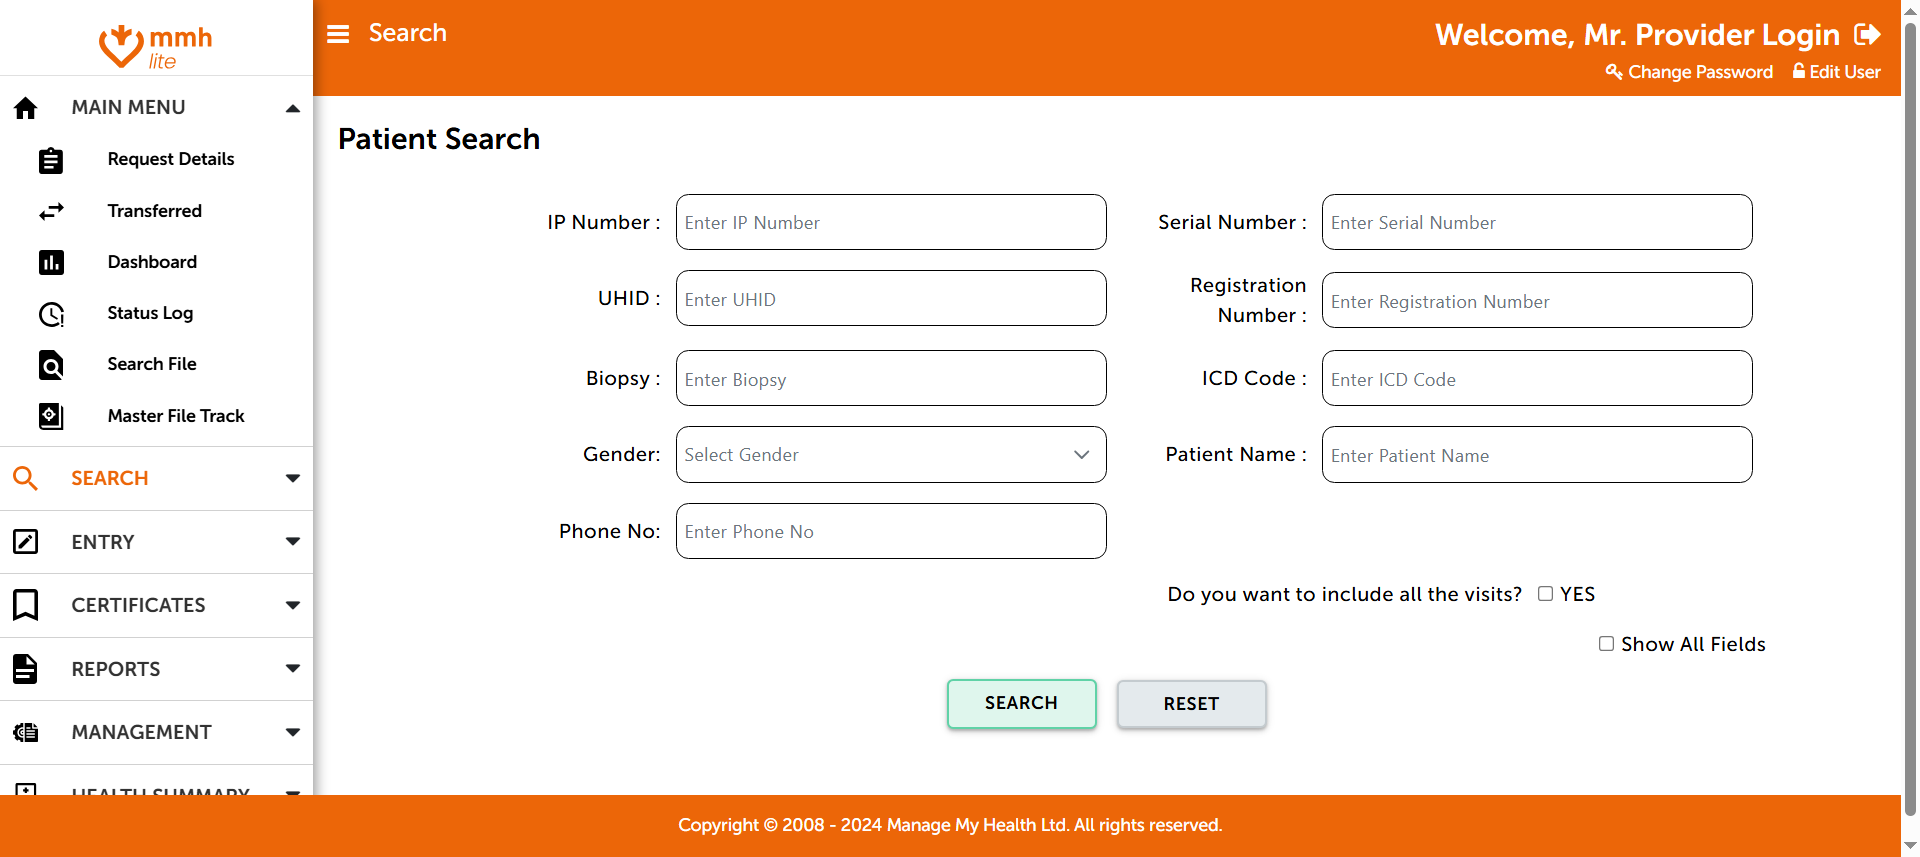 mmh
lite
MAIN MENU
Request Details
Transferred
Dashboard
Status Log
Search File
Master File Track
SEARCH
ENTRY
CERTIFICATES
REPORTS
MANAGEMENT
HEALTH SUMMARY
Search
Welcome, Mr. Provider Login
Change Password
Edit User
Patient Search
IP Number :
Enter IP Number
Serial Number :
Enter Serial Number
UHID :
Enter UHID
Registration
Number :
Enter Registration Number
Biopsy :
Enter Biopsy
ICD Code :
Enter ICD Code
Gender:
Select Gender
Patient Name :
Enter Patient Name
Phone No:
Enter Phone No
Do you want to include all the visits?
YES
Show All Fields
SEARCH
RESET
Copyright © 2008 - 2024 Manage My Health Ltd. All rights reserved.